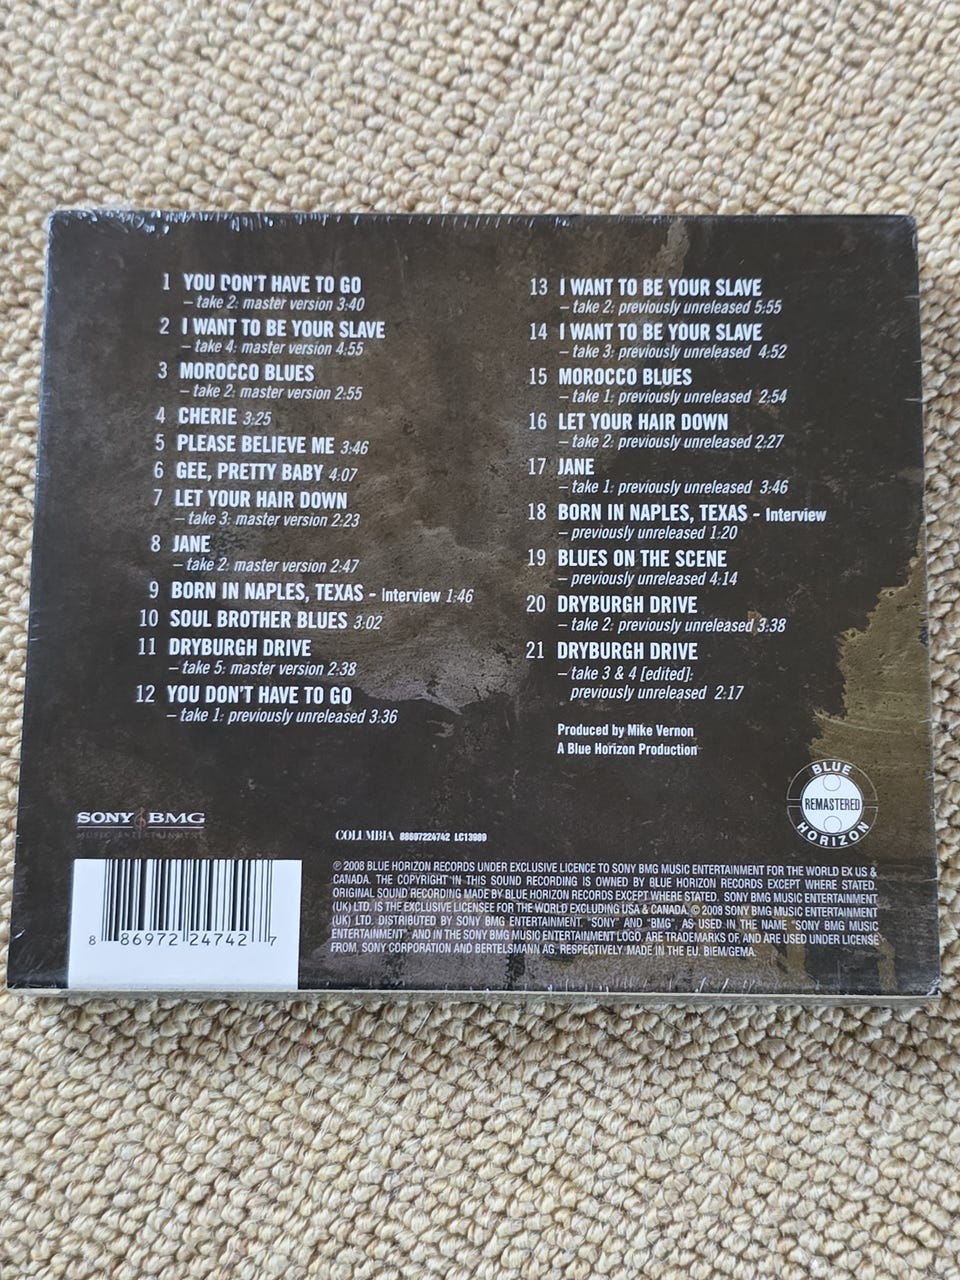 1 YOU DON'T HAVE TO GO
– take 2: master version 3:40
2 I WANT TO BE YOUR SLAVE
– take 4: master version 4:55
3 MOROCCO BLUES
– take 2: master version 2:55
4 CHERIE 3:25
5 PLEASE BELIEVE ME 3:46
6 GEE, PRETTY BABY 4:07
7 LET YOUR HAIR DOWN
– take 3: master version 2:23
8 JANE
– take 2: master version 2:47
9 BORN IN NAPLES, TEXAS – Interview 1:46
10 SOUL BROTHER BLUES 3:02
11 DRYBURGH DRIVE
– take 5: master version 2:38
12 YOU DON'T HAVE TO GO
– take 1: previously unreleased 3:36
13 I WANT TO BE YOUR SLAVE
– take 2: previously unreleased 5:55
14 I WANT TO BE YOUR SLAVE
– take 3: previously unreleased 4:52
15 MOROCCO BLUES
– take 1: previously unreleased 2:54
16 LET YOUR HAIR DOWN
– take 2: previously unreleased 2:27
17 JANE
– take 1: previously unreleased 3:46
18 BORN IN NAPLES, TEXAS – Interview
– previously unreleased 1:20
19 BLUES ON THE SCENE
– previously unreleased 4:14
20 DRYBURGH DRIVE
– take 2: previously unreleased 3:38
21 DRYBURGH DRIVE
– take 3 & 4 [edited]:
previously unreleased 2:17
Produced by Mike Vernon
A Blue Horizon Production
BLUE
REMASTERED
HORIZON
SONY BMG
MUSIC ENTERTAINMENT
COLUMBIA 88697224742 LC13989
℗ 2008 BLUE HORIZON RECORDS UNDER EXCLUSIVE LICENCE TO SONY BMG MUSIC ENTERTAINMENT FOR THE WORLD EX US &
CANADA. THE COPYRIGHT IN THIS SOUND RECORDING IS OWNED BY BLUE HORIZON RECORDS EXCEPT WHERE STATED.
ORIGINAL SOUND RECORDING MADE BY BLUE HORIZON RECORDS EXCEPT WHERE STATED. SONY BMG MUSIC ENTERTAINMENT
(UK) LTD. IS THE EXCLUSIVE LICENSEE FOR THE WORLD EXCLUDING USA & CANADA. © 2008 SONY BMG MUSIC ENTERTAINMENT
(UK) LTD. DISTRIBUTED BY SONY BMG ENTERTAINMENT. "SONY" AND "BMG", AS USED IN THE NAME "SONY BMG MUSIC
ENTERTAINMENT" AND IN THE SONY BMG MUSIC ENTERTAINMENT LOGO, ARE TRADEMARKS OF, AND ARE USED UNDER LICENSE
FROM, SONY CORPORATION AND BERTELSMANN AG, RESPECTIVELY. MADE IN THE EU. BIEM/GEMA.
8 86972 24742 7